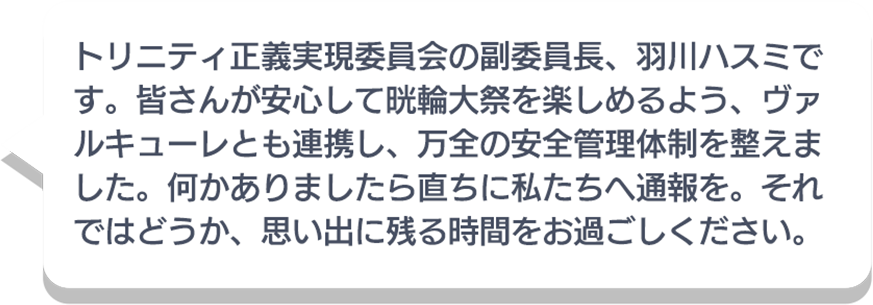 トリニティ正義実現委員会の副委員長、羽川ハスミで
す。皆さんが安心して晄輪大祭を楽しめるよう、ヴァ
ルキューレとも連携し、万全の安全管理体制を整えま
した。何かありましたら直ちに私たちへ通報を。それ
ではどうか、思い出に残る時間をお過ごしください。